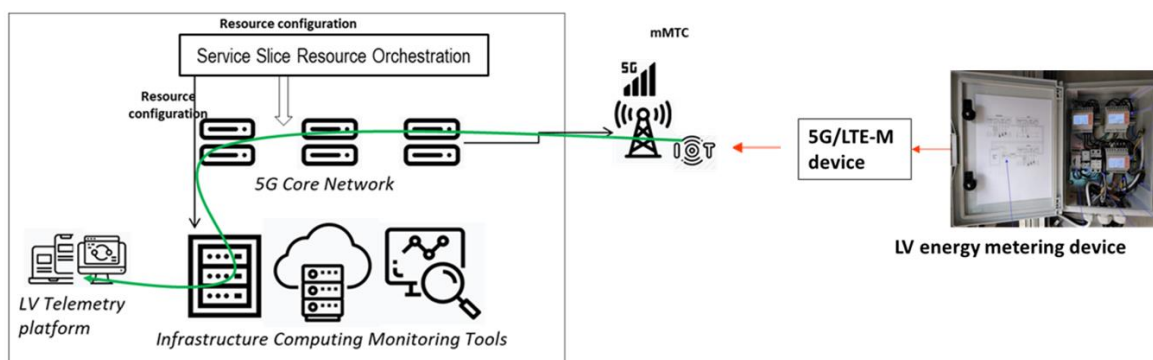 Resource configuration
Service Slice Resource Orchestration
Resource
configuration
5G Core Network
LV Telemetry
platform
Infrastructure Computing Monitoring Tools
mMTC
5G
IOT
5G/LTE-M
device
LV energy metering device